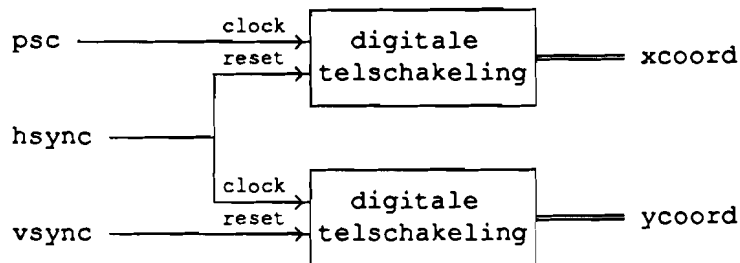 psc
clock
reset
digitale
telschakeling
xcoord
hsync
clock
reset
digitale
telschakeling
ycoord
vsync